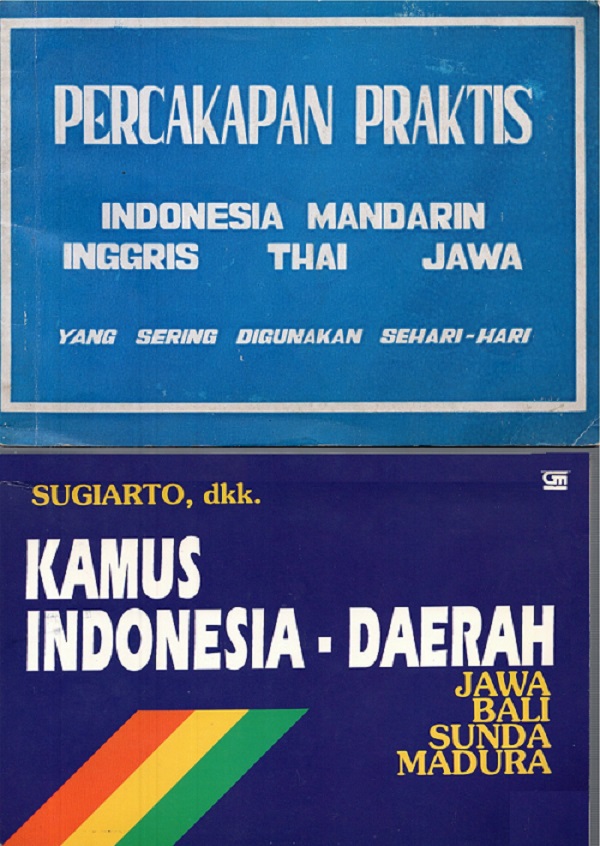 PERCAKAPAN PRAKTIS
INDONESIA MANDARIN
INGGRIS THAI JAWA
YANG SERING DIGUNAKAN SEHARI-HARI
SUGIARTO, dkk.
GM
KAMUS
INDONESIA - DAERAH
JAWA
BALI
SUNDA
MADURA